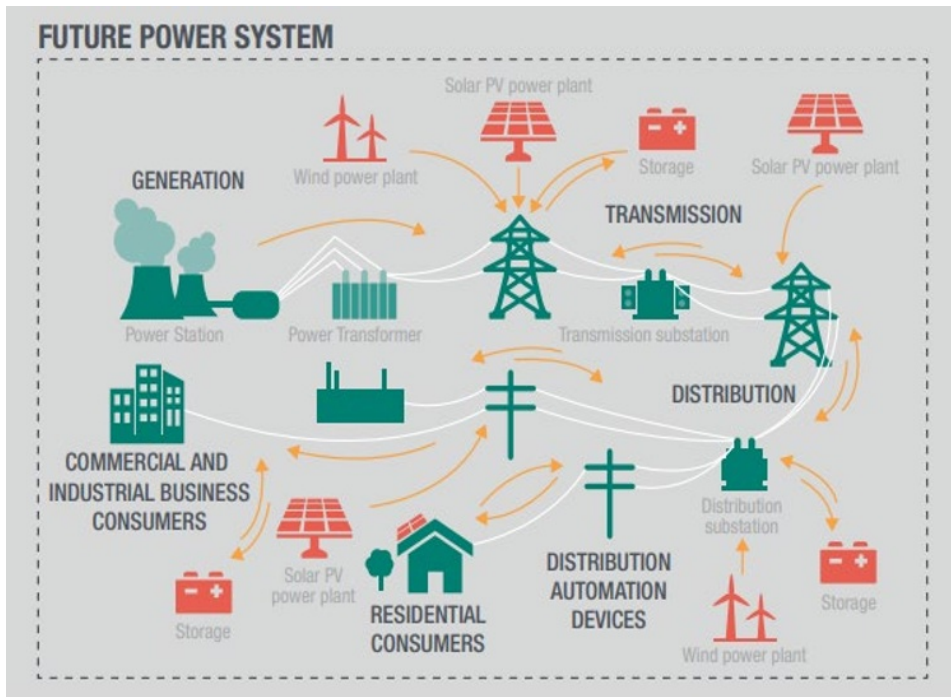 FUTURE POWER SYSTEM
Solar PV power plant
Wind power plant
Storage
Solar PV power plant
GENERATION
TRANSMISSION
Power Station
Power Transformer
Transmission substation
DISTRIBUTION
COMMERCIAL AND
INDUSTRIAL BUSINESS
CONSUMERS
Distribution
substation
Solar PV
power plant
DISTRIBUTION
AUTOMATION
DEVICES
Storage
RESIDENTIAL
CONSUMERS
Storage
Wind power plant